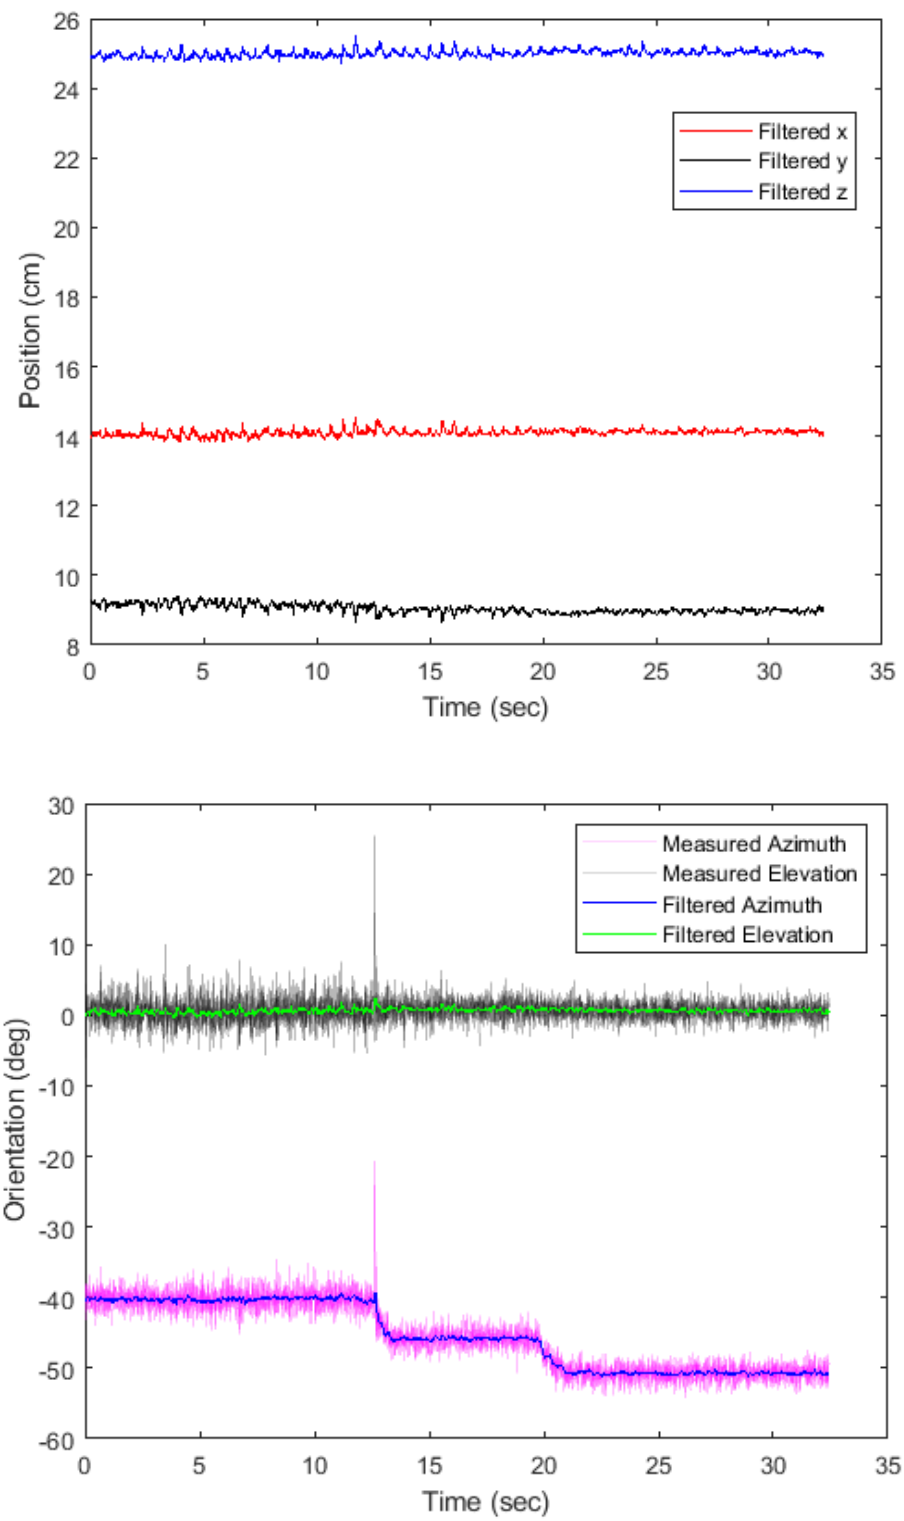 26
24
22
20
18
16
14
12
10
8
Position (cm)
Filtered x
Filtered y
Filtered z
0 5 10 15 20 25 30 35
Time (sec)
30
20
10
0
-10
-20
-30
-40
-50
-60
Orientation (deg)
Measured Azimuth
Measured Elevation
Filtered Azimuth
Filtered Elevation
0 5 10 15 20 25 30 35
Time (sec)